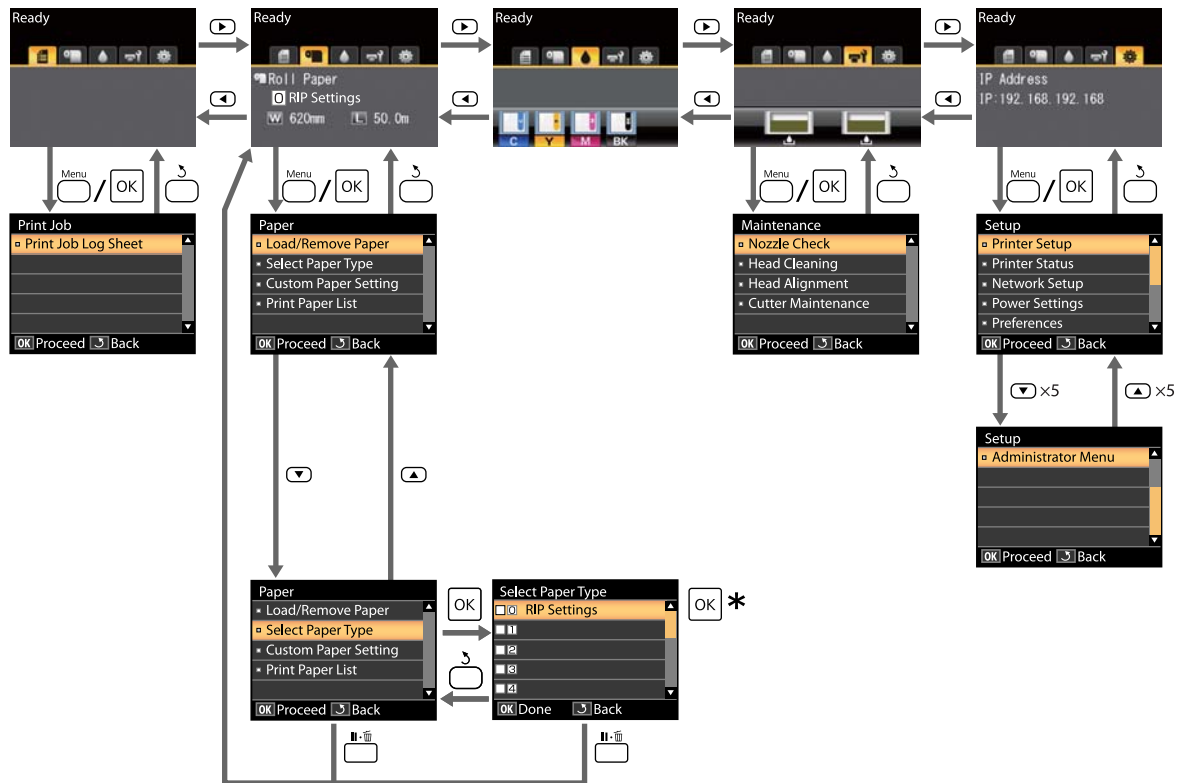 Ready
Ready
Ready
Ready
Ready
Roll Paper
0 RIP Settings
W 620mm L 50.0m
C Y M BK
IP Address
IP:192.168.192.168
Menu / OK
Menu / OK
Menu / OK
Menu / OK
Print Job
Print Job Log Sheet
OK Proceed Back
Paper
Load/Remove Paper
Select Paper Type
Custom Paper Setting
Print Paper List
OK Proceed Back
Maintenance
Nozzle Check
Head Cleaning
Head Alignment
Cutter Maintenance
OK Proceed Back
Setup
Printer Setup
Printer Status
Network Setup
Power Settings
Preferences
OK Proceed Back
×5
×5
Setup
Administrator Menu
OK Proceed Back
Paper
Load/Remove Paper
Select Paper Type
Custom Paper Setting
Print Paper List
OK Proceed Back
OK
Select Paper Type
0 RIP Settings
1
2
3
4
OK Done Back
OK *